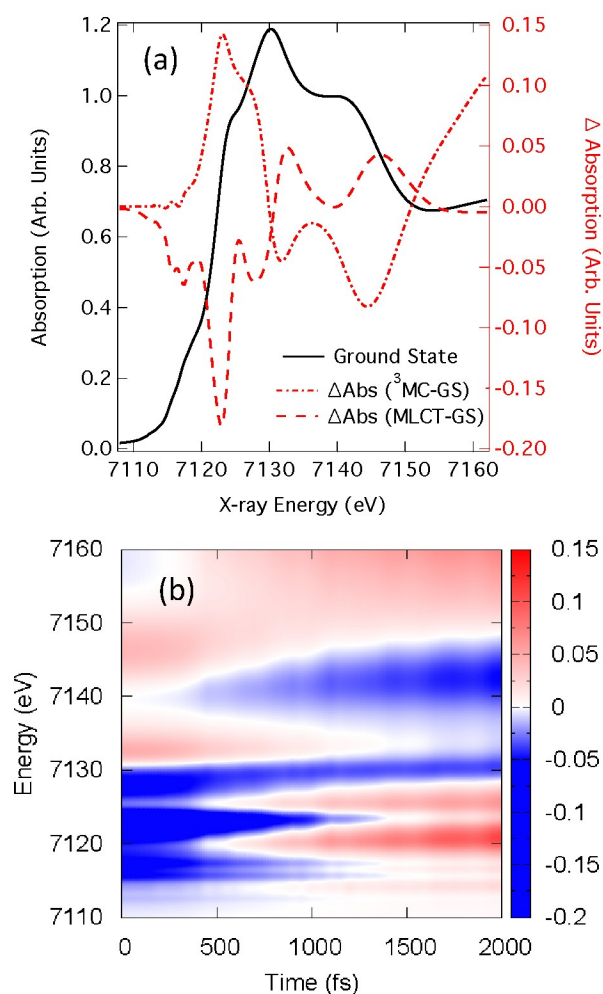 (a)
1.2
1.0
0.8
0.6
0.4
0.2
0.0
Absorption (Arb. Units)
0.15
0.10
0.05
0.00
-0.05
-0.10
-0.15
-0.20
Δ Absorption (Arb. Units)
Ground State
ΔAbs (³MC-GS)
ΔAbs (MLCT-GS)
7110 7120 7130 7140 7150 7160
X-ray Energy (eV)
(b)
7160
7150
7140
7130
7120
7110
Energy (eV)
0 500 1000 1500 2000
Time (fs)
0.15
0.1
0.05
0
-0.05
-0.1
-0.15
-0.2